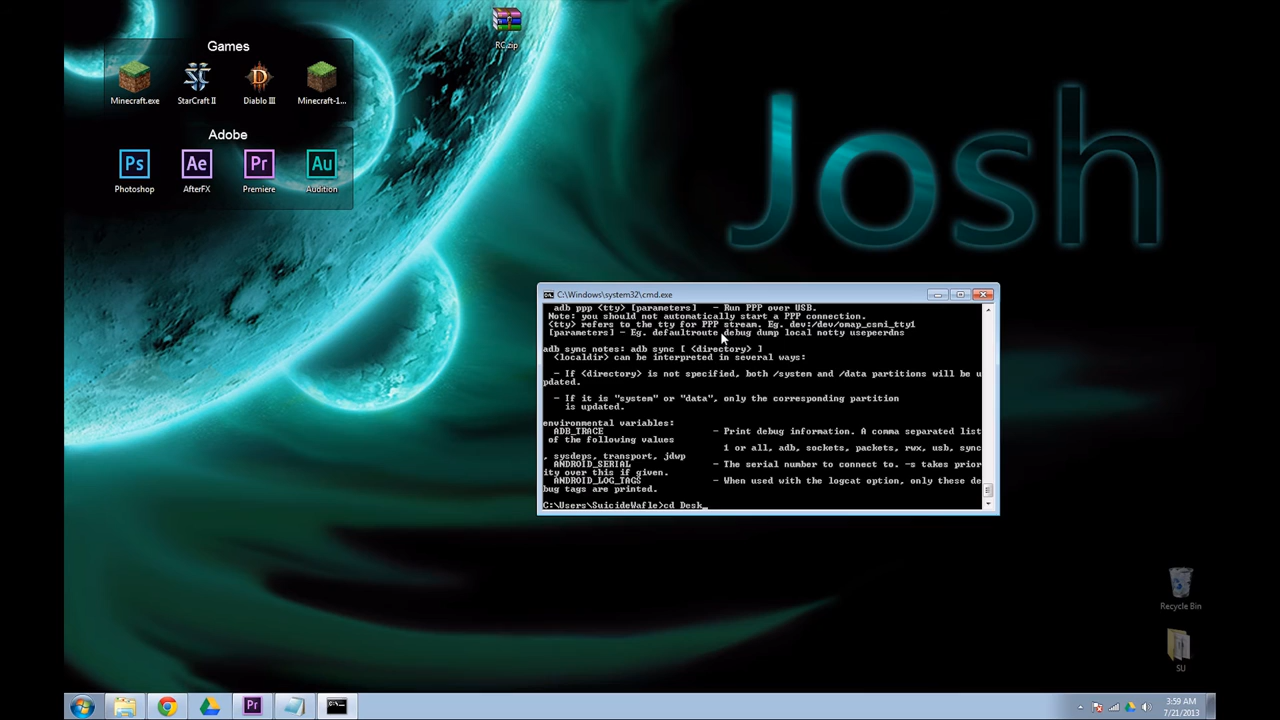 Games
Minecraft.exe
StarCraft II
Diablo III
Minecraft-1...
Adobe
Ps
Photoshop
Ae
AfterFX
Pr
Premiere
Au
Audition
RC.zip
Josh
C:\Windows\system32\cmd.exe
adb ppp <tty> [parameters] - Run PPP over USB.
Note: you should not automatically start a PPP connection.
<tty> refers to the tty for PPP stream. Eg. dev:/dev/omap_csmi_tty1
[parameters] - Eg. defaultroute debug dump local notty usepeerdns
adb sync notes: adb sync [ <directory> ]
<localdir> can be interpreted in several ways:
- If <directory> is not specified, both /system and /data partitions will be u
pdated.
- If it is "system" or "data", only the corresponding partition
is updated.
environmental variables:
ADB_TRACE - Print debug information. A comma separated list
of the following values
1 or all, adb, sockets, packets, rwx, usb, sync
, sysdeps, transport, jdwp
ANDROID_SERIAL - The serial number to connect to. -s takes prior
ity over this if given.
ANDROID_LOG_TAGS - When used with the logcat option, only these de
bug tags are printed.
C:\Users\SuicideWafle>cd Desk_
Recycle Bin
SU
Pr
3:59 AM
7/21/2013